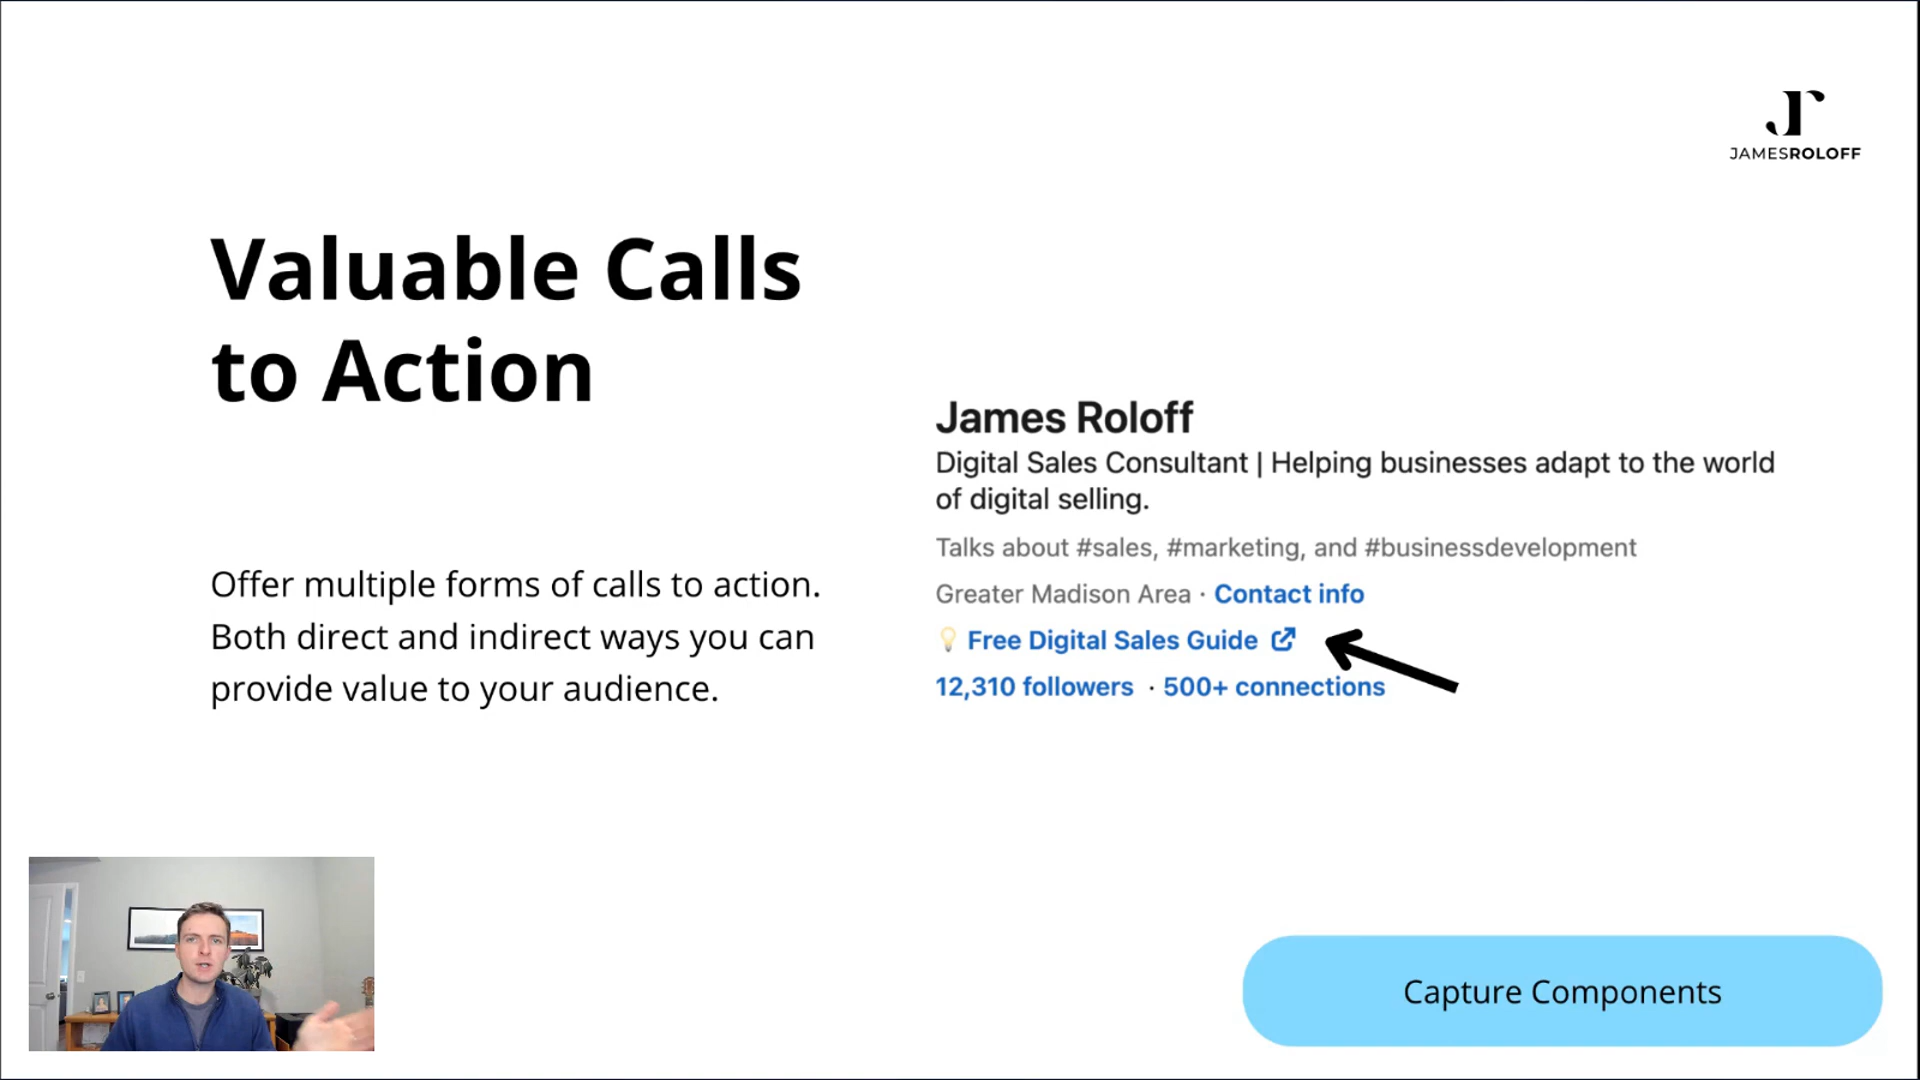 Jr
JAMESROLOFF
Valuable Calls
to Action
Offer multiple forms of calls to action.
Both direct and indirect ways you can
provide value to your audience.
James Roloff
Digital Sales Consultant | Helping businesses adapt to the world
of digital selling.
Talks about #sales, #marketing, and #businessdevelopment
Greater Madison Area · Contact info
💡 Free Digital Sales Guide
12,310 followers · 500+ connections
Capture Components